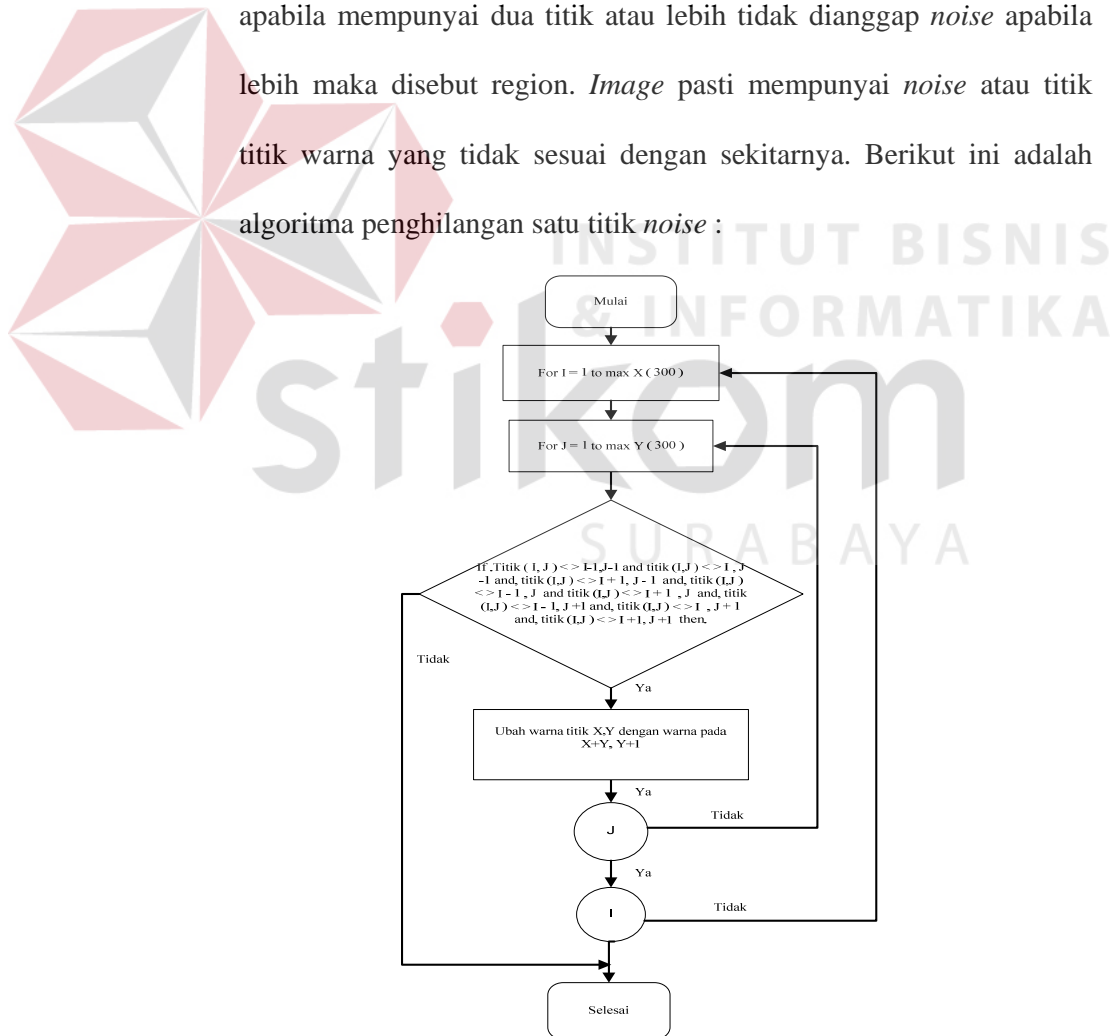 apabila mempunyai dua titik atau lebih tidak dianggap noise apabila
lebih maka disebut region. Image pasti mempunyai noise atau titik
titik warna yang tidak sesuai dengan sekitarnya. Berikut ini adalah
algoritma penghilangan satu titik noise :
INSTITUT BISNIS
& INFORMATIKA
stikom
SURABAYA
Mulai
For I = 1 to max X ( 300 )
For J = 1 to max Y ( 300 )
If ,Titik ( I, J ) < > I-1,J-1 and titik (I,J ) < > I , J
-1 and, titik (I,J ) < > I + 1, J - 1 and, titik (I,J )
< > I - 1 , J and titik (I,J ) < > I + 1 , J and, titik
(I,J ) < > I - 1, J +1 and, titik (I,J ) < > I , J + 1
and, titik (I,J ) < > I +1, J +1 then.
Tidak
Ya
Ubah warna titik X,Y dengan warna pada
X+Y, Y+1
Ya
J
Tidak
Ya
I
Tidak
Selesai